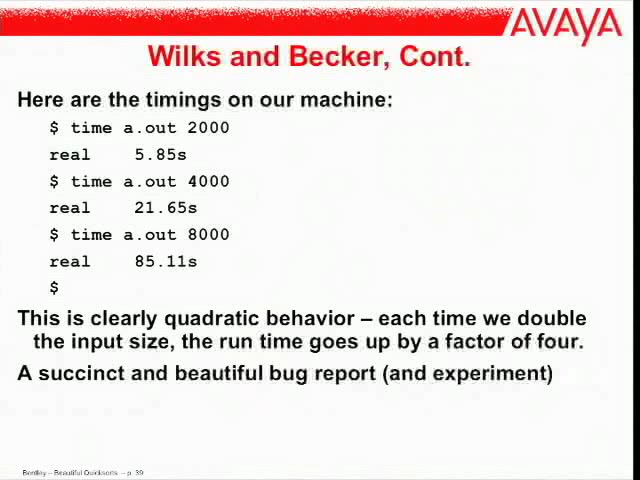 AVAYA
Wilks and Becker, Cont.
Here are the timings on our machine:
$ time a.out 2000
real 5.85s
$ time a.out 4000
real 21.65s
$ time a.out 8000
real 85.11s
$
This is clearly quadratic behavior – each time we double
the input size, the run time goes up by a factor of four.
A succinct and beautiful bug report (and experiment)
Bentley – Beautiful Quicksorts – p. 39